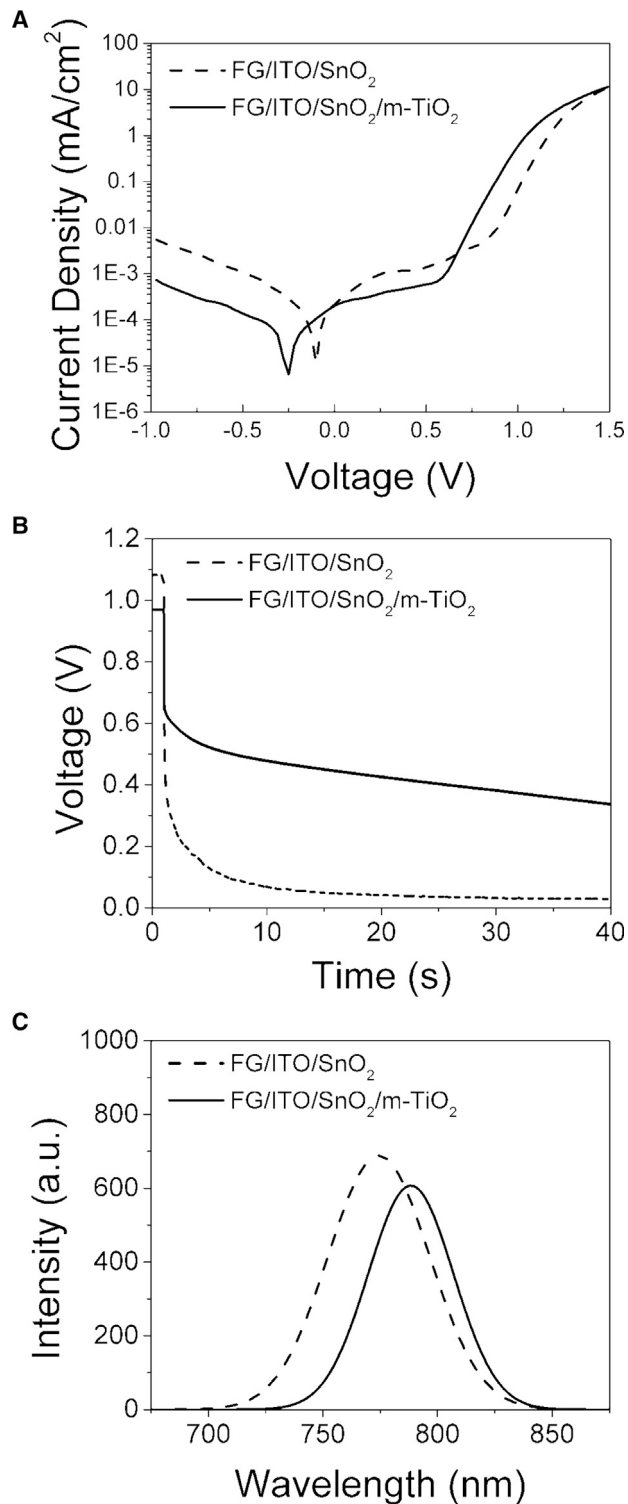 A
Current Density (mA/cm²)
100
10
1
0.1
0.01
1E-3
1E-4
1E-5
1E-6
FG/ITO/SnO₂
FG/ITO/SnO₂/m-TiO₂
-1.0 -0.5 0.0 0.5 1.0 1.5
Voltage (V)
B
Voltage (V)
1.2
1.0
0.8
0.6
0.4
0.2
0.0
FG/ITO/SnO₂
FG/ITO/SnO₂/m-TiO₂
0 10 20 30 40
Time (s)
C
Intensity (a.u.)
1000
800
600
400
200
0
FG/ITO/SnO₂
FG/ITO/SnO₂/m-TiO₂
700 750 800 850
Wavelength (nm)